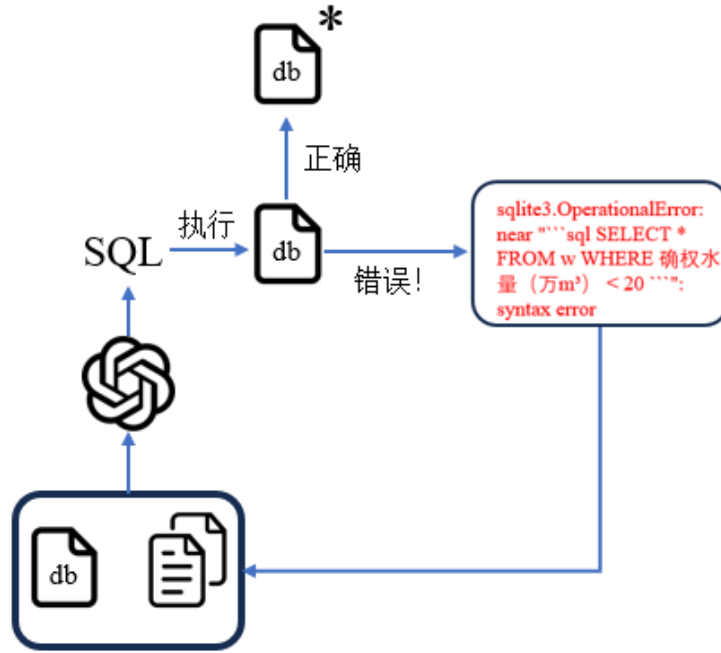 db
*
正确
执行
SQL
db
错误！
sqlite3.OperationalError:
near "```sql SELECT *
FROM w WHERE 确权水
量（万m³） < 20 ```":
syntax error
db